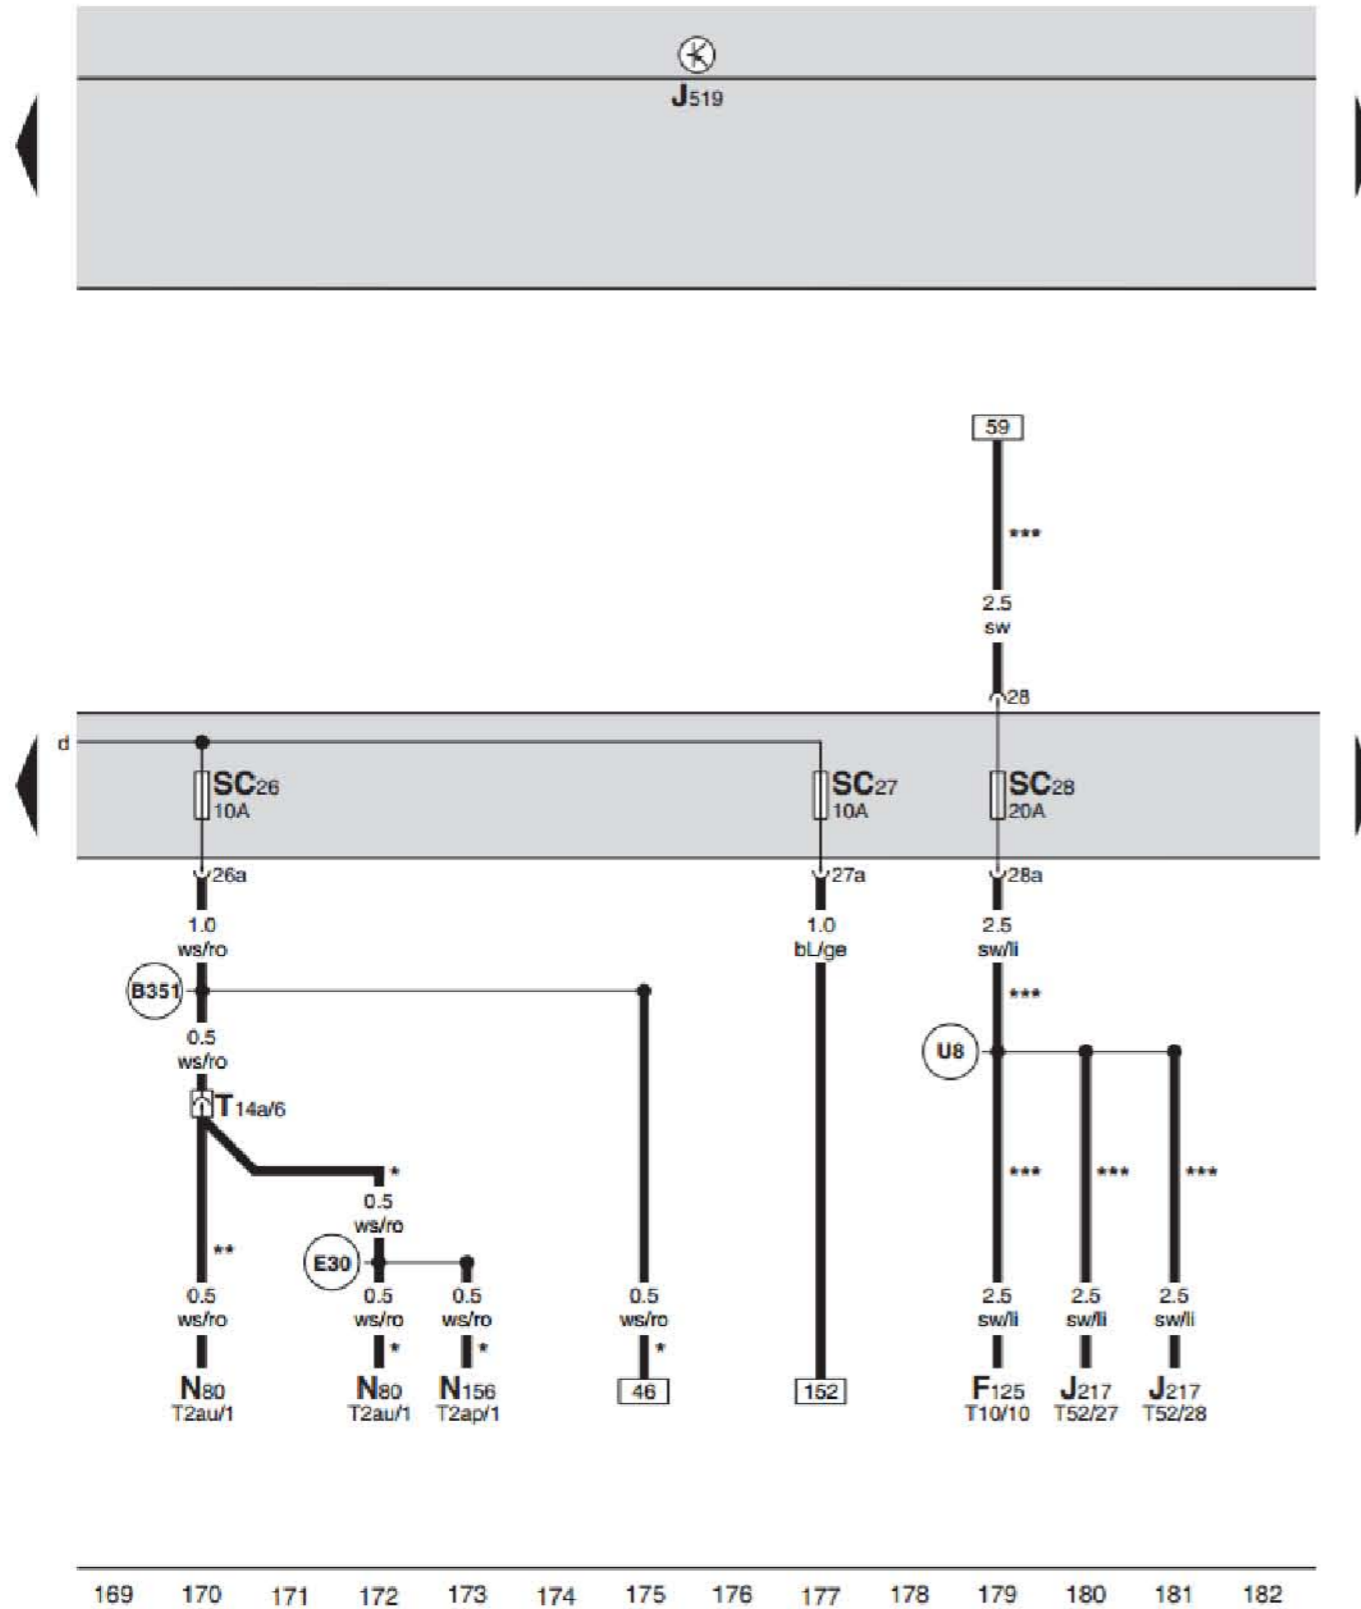 J519
59
***
2.5
sw
28
d
SC26
10A
SC27
10A
SC28
20A
26a
27a
28a
1.0
ws/ro
1.0
bL/ge
2.5
sw/li
B351
***
0.5
ws/ro
U8
T14a/6
*
***
***
***
0.5
ws/ro
**
E30
0.5
ws/ro
0.5
ws/ro
0.5
ws/ro
0.5
ws/ro
2.5
sw/li
2.5
sw/li
2.5
sw/li
*
*
*
N80
T2au/1
N80
T2au/1
N156
T2ap/1
46
152
F125
T10/10
J217
T52/27
J217
T52/28
169 170 171 172 173 174 175 176 177 178 179 180 181 182